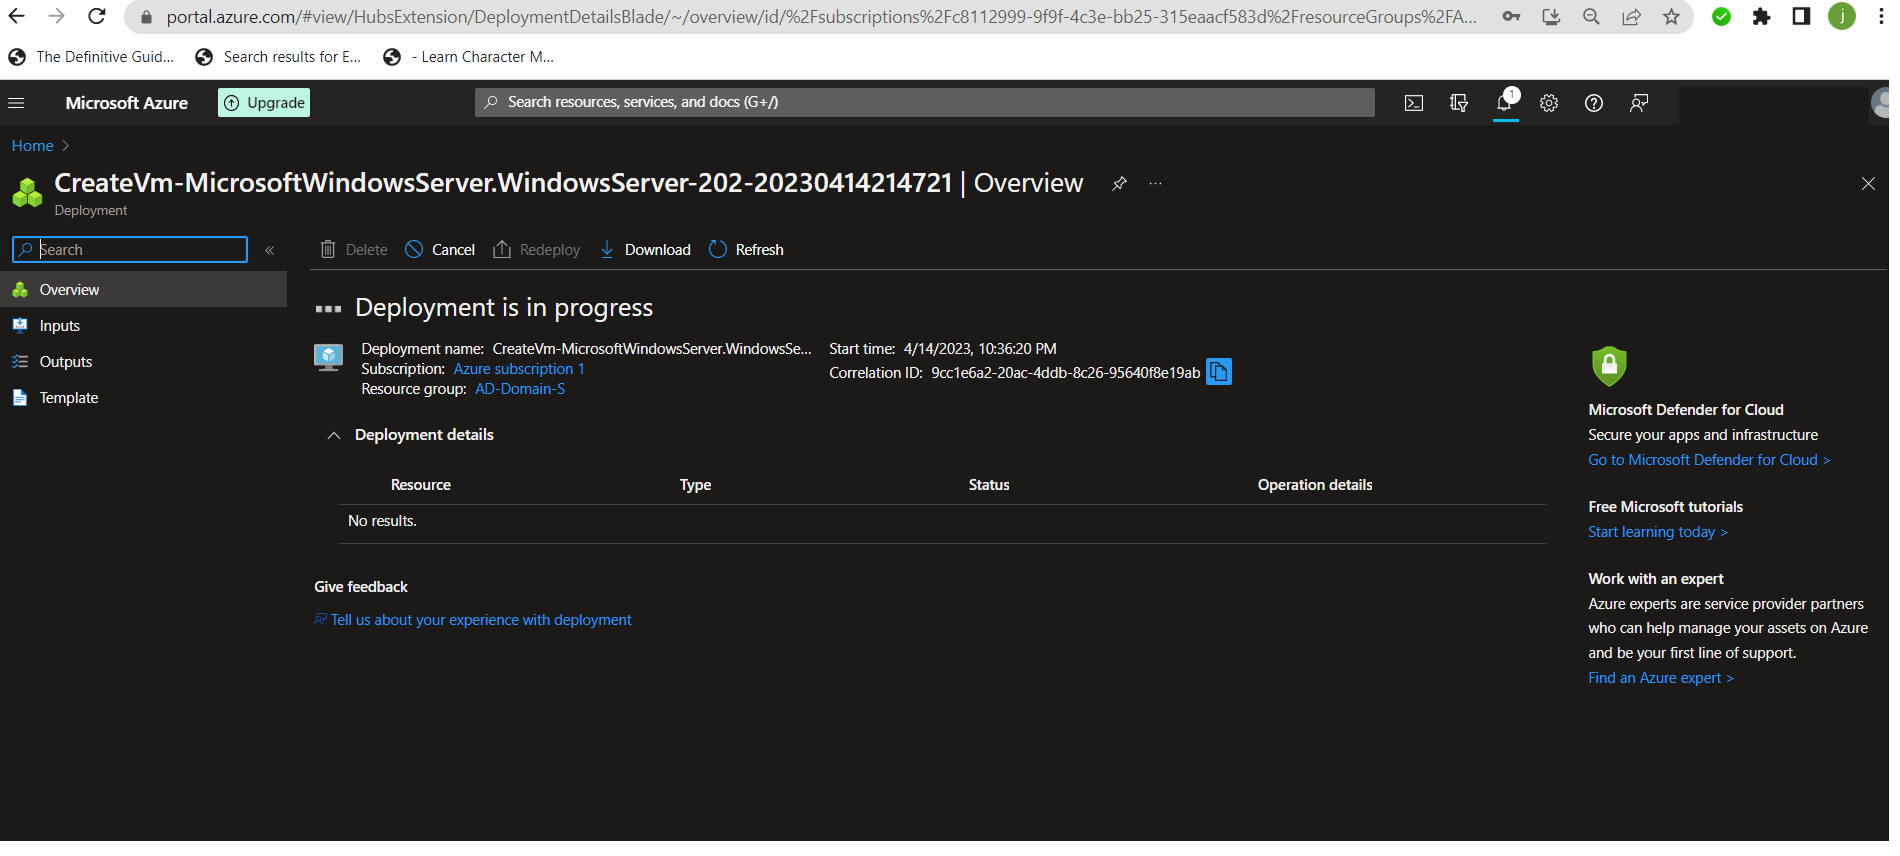 portal.azure.com/#view/HubsExtension/DeploymentDetailsBlade/~/overview/id/%2Fsubscriptions%2Fc8112999-9f9f-4c3e-bb25-315eaacf583d%2FresourceGroups%2FA...
j
The Definitive Guid...
Search results for E...
- Learn Character M...
Microsoft Azure
Upgrade
Search resources, services, and docs (G+/)
1
Home
CreateVm-MicrosoftWindowsServer.WindowsServer-202-20230414214721 | Overview
...
Deployment
Search
«
Delete
Cancel
Redeploy
Download
Refresh
Overview
Inputs
Outputs
Template
Deployment is in progress
Deployment name: CreateVm-MicrosoftWindowsServer.WindowsSe...
Subscription: Azure subscription 1
Resource group: AD-Domain-S
Start time: 4/14/2023, 10:36:20 PM
Correlation ID: 9cc1e6a2-20ac-4ddb-8c26-95640f8e19ab
Deployment details
Resource Type Status Operation details
No results.
Give feedback
Tell us about your experience with deployment
Microsoft Defender for Cloud
Secure your apps and infrastructure
Go to Microsoft Defender for Cloud >
Free Microsoft tutorials
Start learning today >
Work with an expert
Azure experts are service provider partners
who can help manage your assets on Azure
and be your first line of support.
Find an Azure expert >